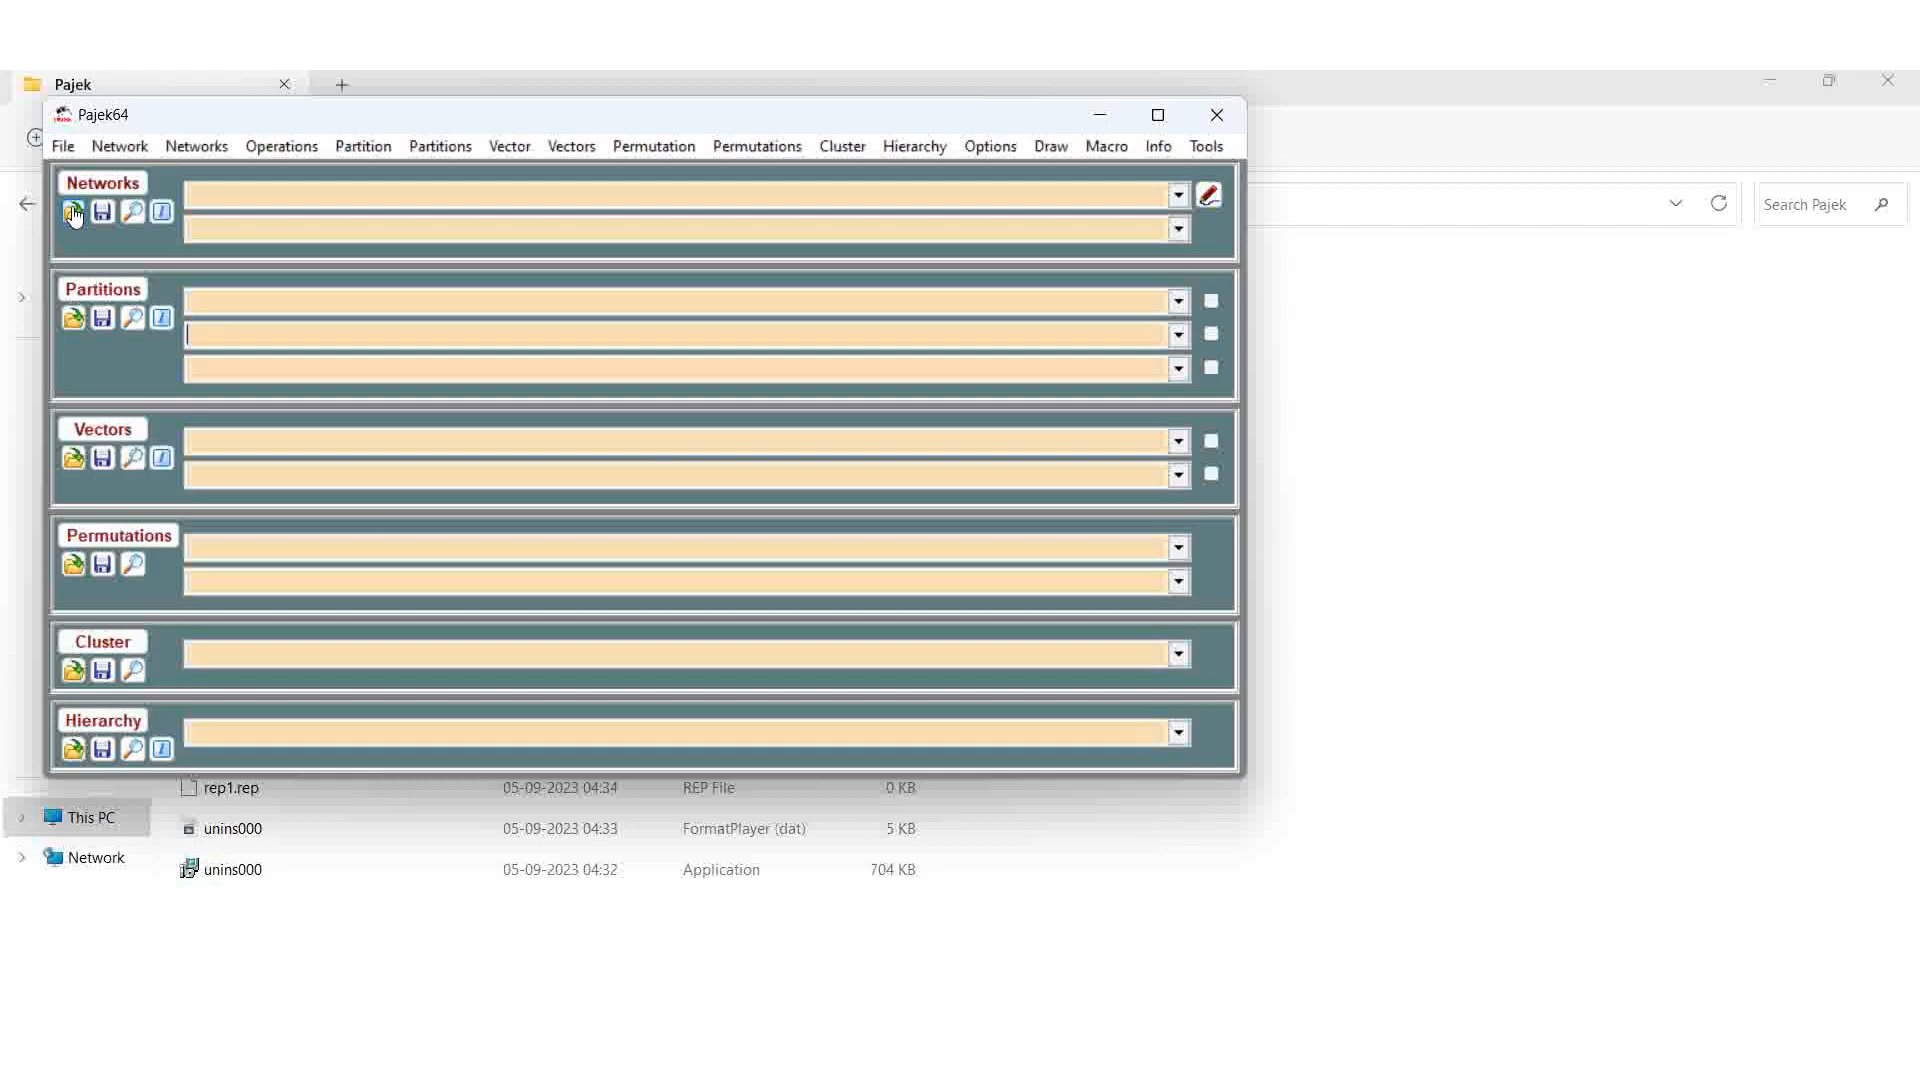 Pajek
Pajek64
File Network Networks Operations Partition Partitions Vector Vectors Permutation Permutations Cluster Hierarchy Options Draw Macro Info Tools
Networks
Search Pajek
Partitions
Vectors
Permutations
Cluster
Hierarchy
rep1.rep 05-09-2023 04:34 REP File 0 KB
This PC
unins000 05-09-2023 04:33 FormatPlayer (dat) 5 KB
Network
unins000 05-09-2023 04:32 Application 704 KB